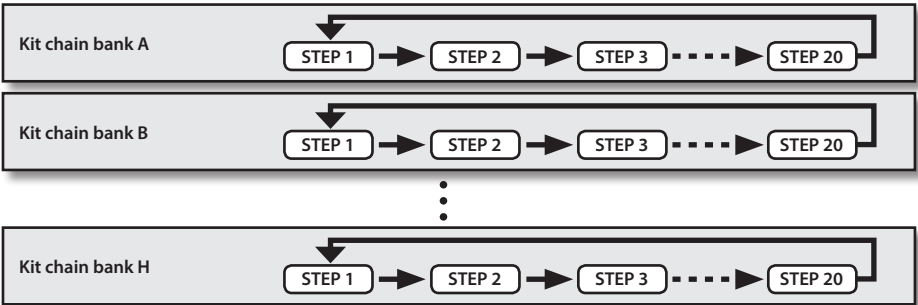 Kit chain bank A
STEP 1 STEP 2 STEP 3 STEP 20
Kit chain bank B
STEP 1 STEP 2 STEP 3 STEP 20
Kit chain bank H
STEP 1 STEP 2 STEP 3 STEP 20